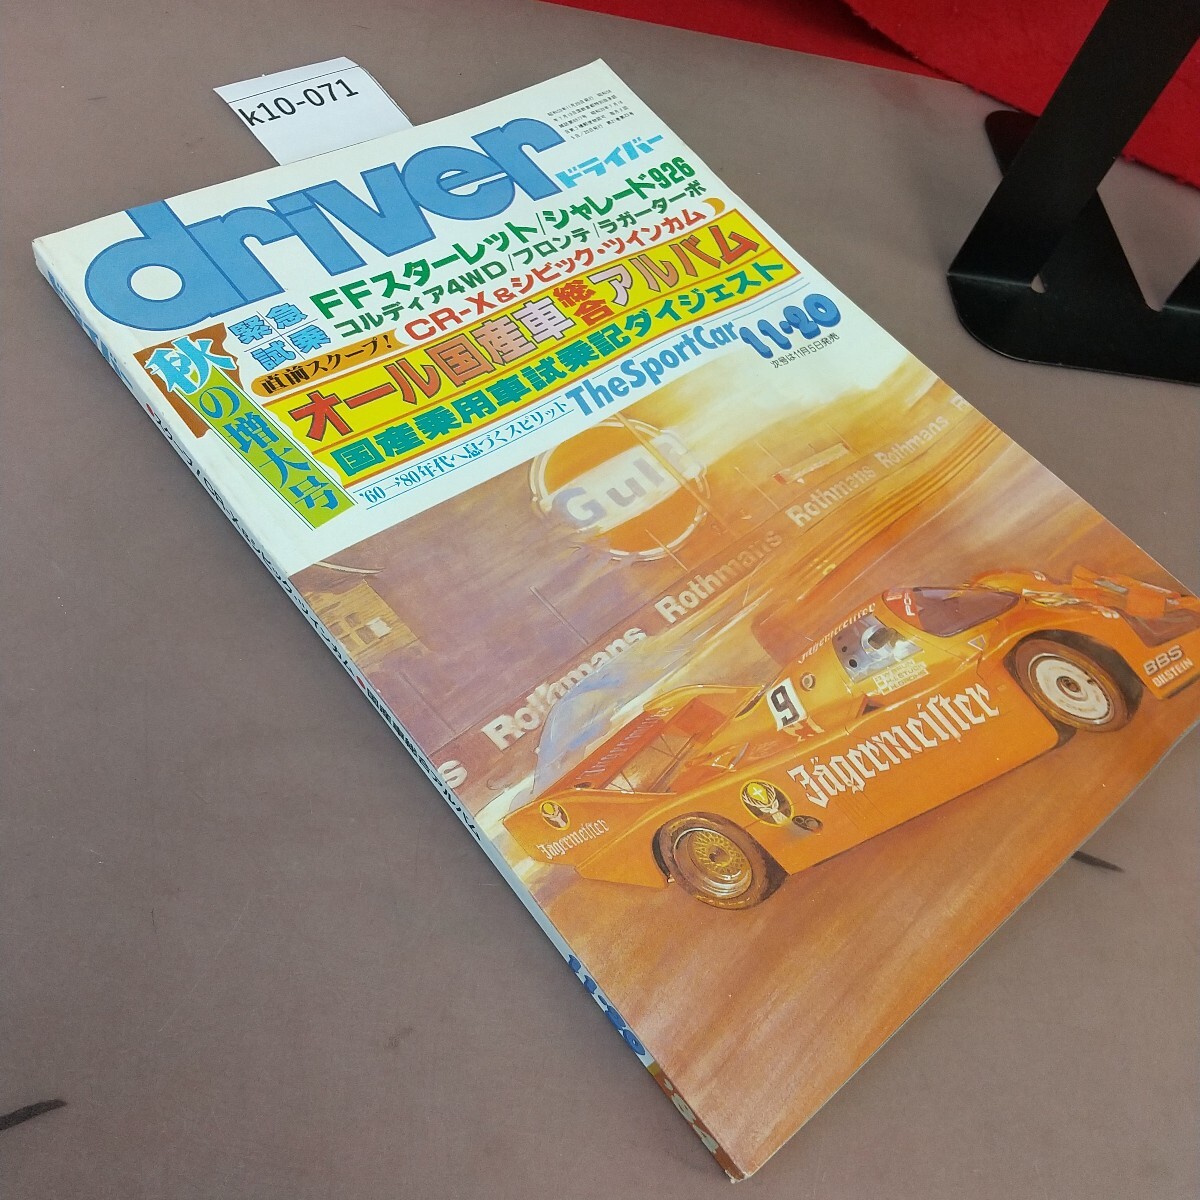 k10-071
driver
ドライバー
緊急試乗
FFスターレット/シャレード926
コルディア4WD/フロンテ/ラガーターボ
直前スクープ!
CR-X&シビック・ツインカム
秋の増大号
オール国産車総合アルバム
国産乗用車試乗記ダイジェスト
'60→'80年代へ息づくスピリット
The SportCar
11・20
次号は11月5日発売
Gulf
Rothmans
Rothmans
Rothmans
Rothmans
Jägermeister
9
Jägermeister
Jägermeister
BBS
BILSTEIN
11・20
'84